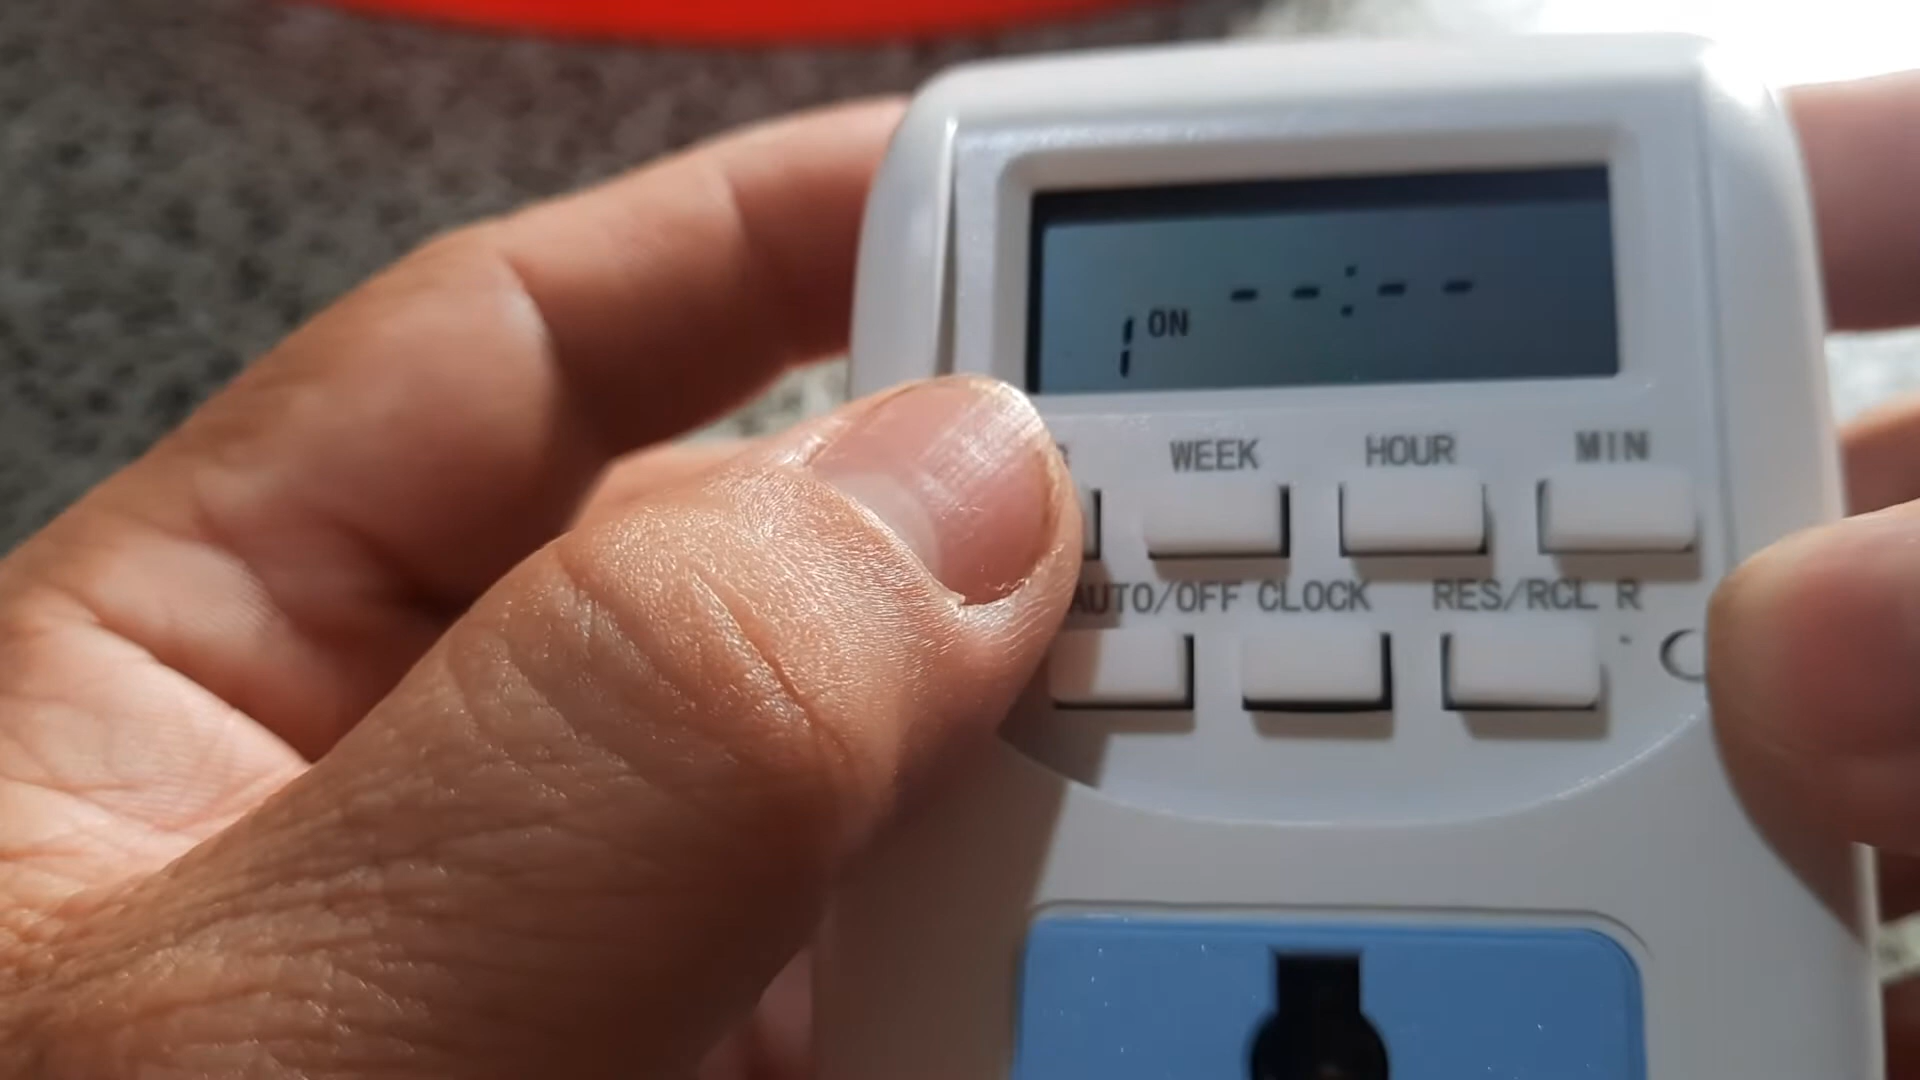 1 ON --:--
WEEK HOUR MIN
AUTO/OFF CLOCK RES/RCL R